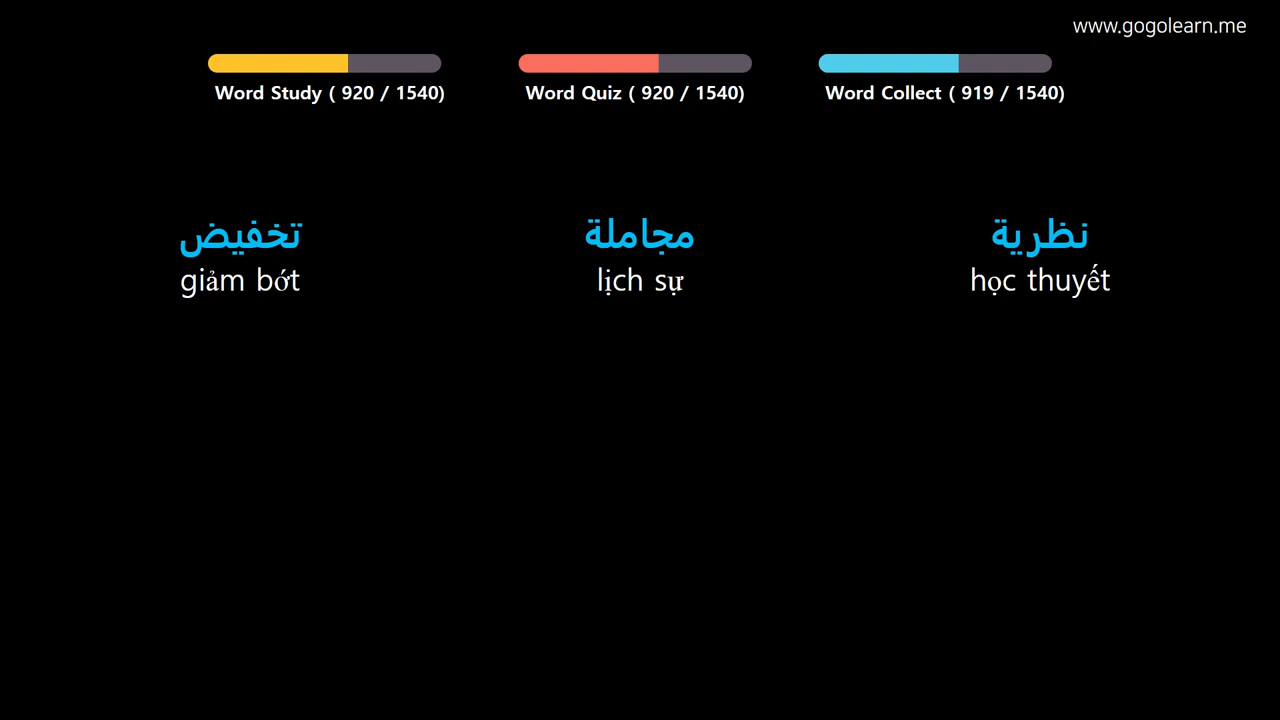 www.gogolearn.me
Word Study ( 920 / 1540)
Word Quiz ( 920 / 1540)
Word Collect ( 919 / 1540)
تخفيض
giảm bớt
مجاملة
lịch sự
نظرية
học thuyết